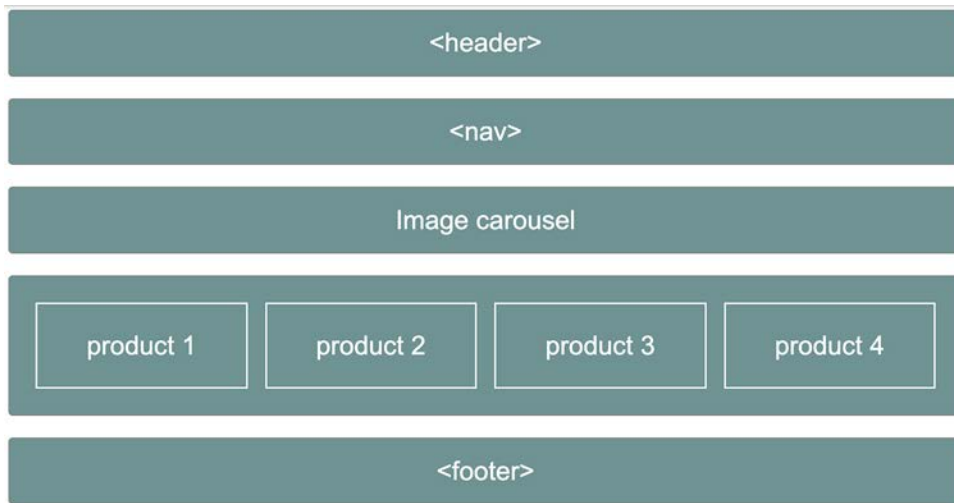 <header>
<nav>
Image carousel
product 1 product 2 product 3 product 4
<footer>